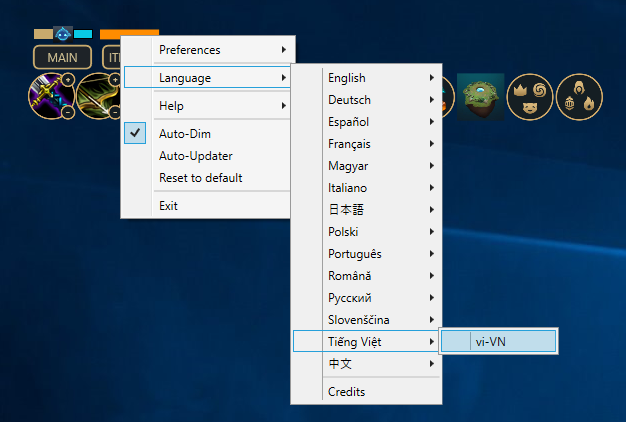 MAIN
Preferences
Language
Help
Auto-Dim
Auto-Updater
Reset to default
Exit
English
Deutsch
Español
Français
Magyar
Italiano
日本語
Polski
Português
Română
Русский
Slovenščina
Tiếng Việt
中文
Credits
vi-VN